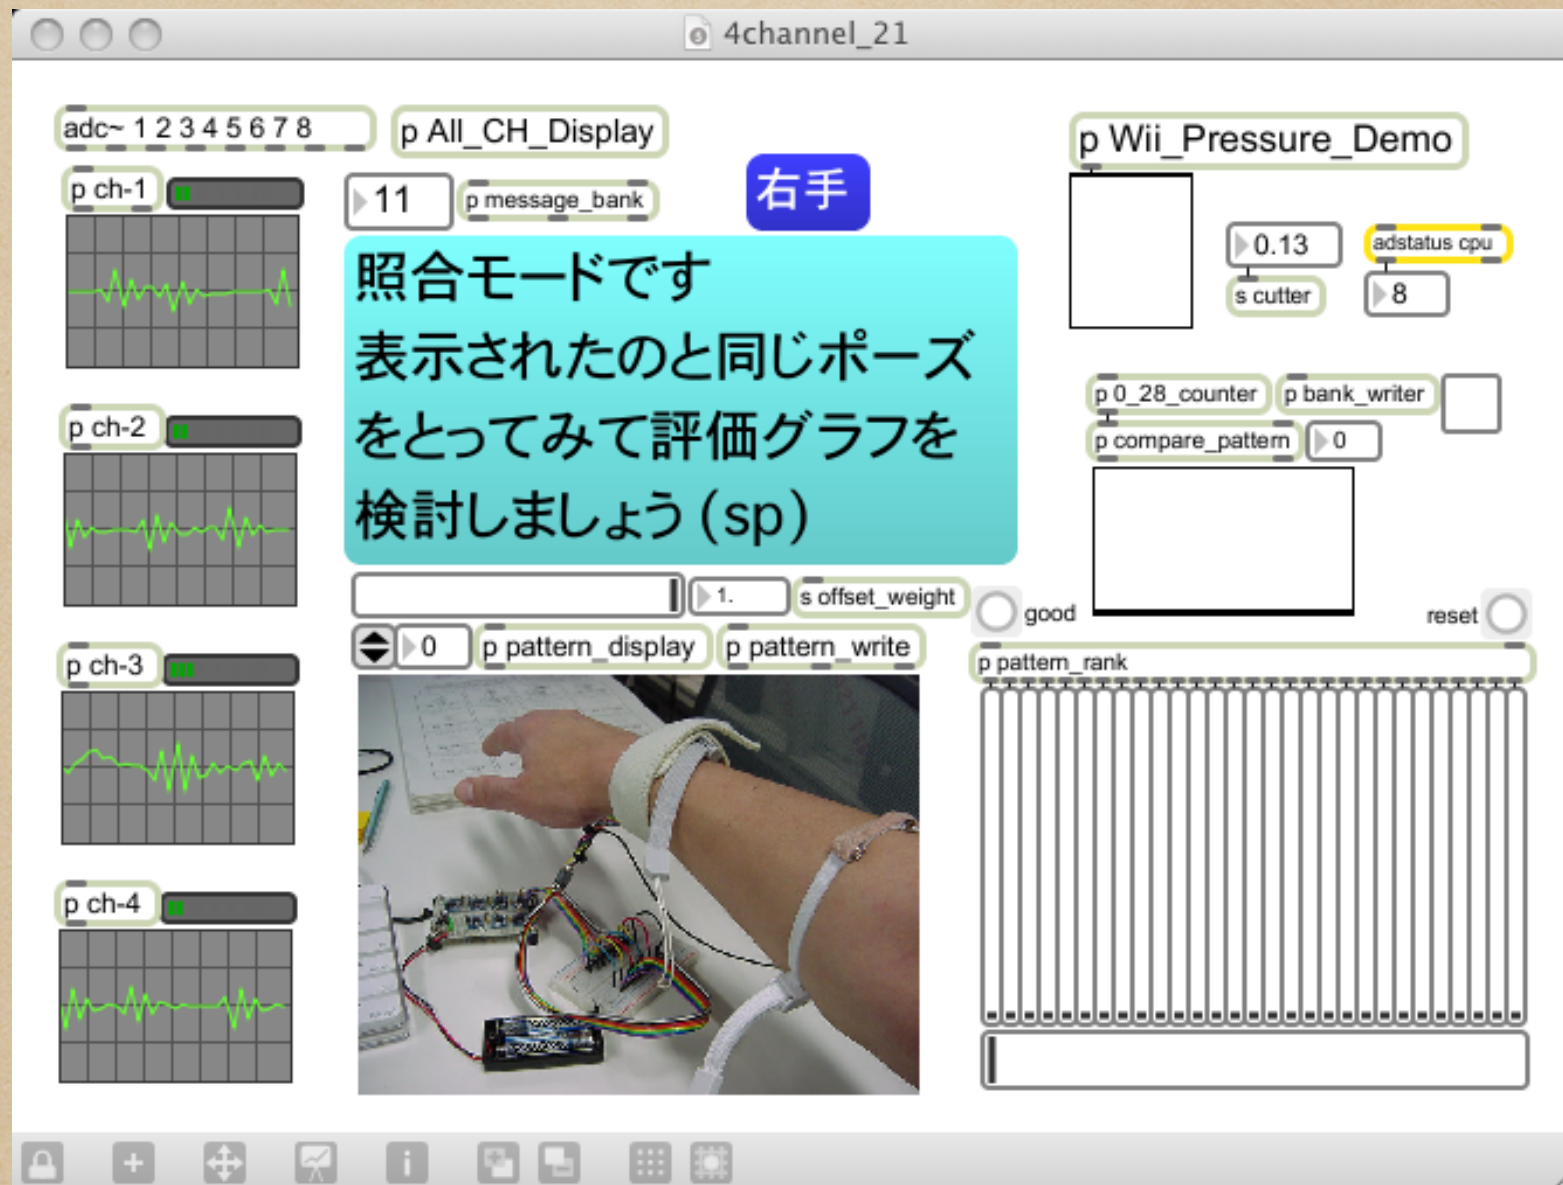 4channel_21
adc~ 1 2 3 4 5 6 7 8
p All_CH_Display
p Wii_Pressure_Demo
p ch-1
11
p message_bank
右手
0.13
adstatus cpu
s cutter
8
照合モードです
表示されたのと同じポーズ
をとってみて評価グラフを
検討しましょう(sp)
p 0_28_counter
p bank_writer
p compare_pattern
0
p ch-2
1.
s offset_weight
good
reset
0
p pattern_display
p pattern_write
p pattern_rank
p ch-3
p ch-4